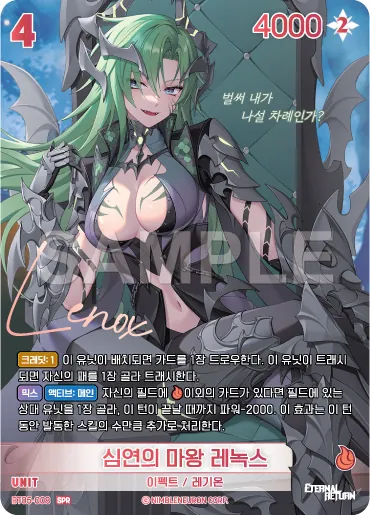 4
4000 2
벌써 내가
나설 차례인가?
SAMPLE
Lenox
크레딧: 1 이 유닛이 배치되면 카드를 1장 드로우한다. 이 유닛이 트래시
되면 자신의 패를 1장 골라 트래시한다.
믹스 액티브: 메인 자신의 필드에 이외의 카드가 있다면 필드에 있는
상대 유닛을 1장 골라, 이 턴이 끝날 때까지 파워-2000. 이 효과는 이 턴
동안 발동한 스킬의 수만큼 추가로 처리한다.
심연의 마왕 레녹스
UNIT
이펙트 / 레기온
SPR
© NIMBLENEURON CORP.
ETERNAL
RETURN